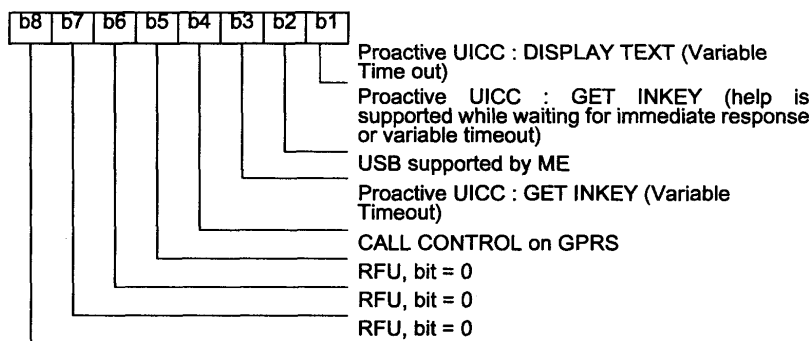 b8 b7 b6 b5 b4 b3 b2 b1
Proactive UICC : DISPLAY TEXT (Variable
Time out)
Proactive UICC : GET INKEY (help is
supported while waiting for immediate response
or variable timeout)
USB supported by ME
Proactive UICC : GET INKEY (Variable
Timeout)
CALL CONTROL on GPRS
RFU, bit = 0
RFU, bit = 0
RFU, bit = 0